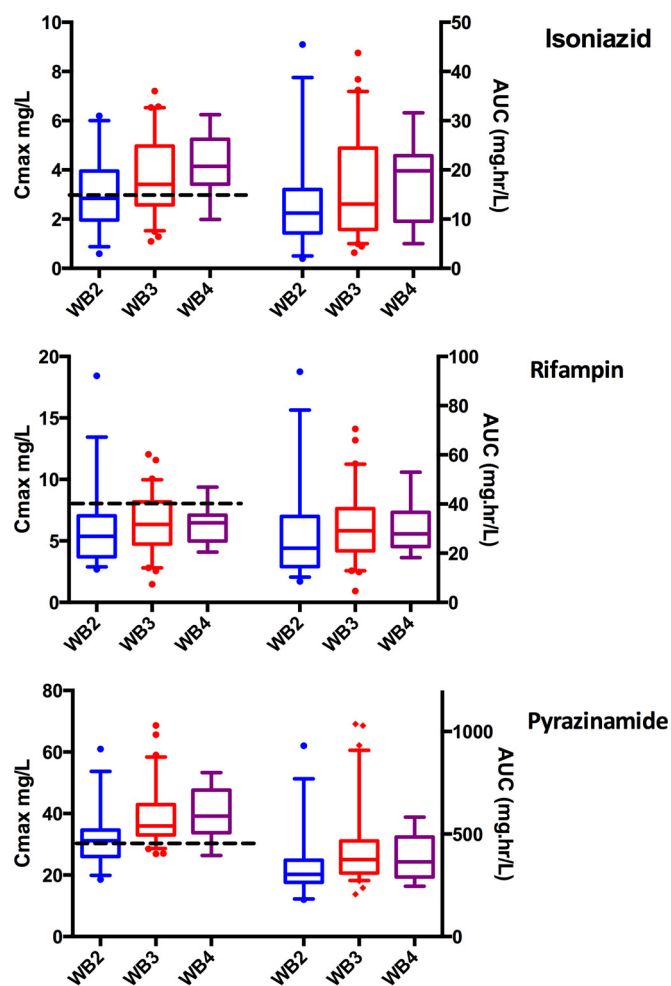 Isoniazid
Cmax mg/L
10
8
6
4
2
0
50
40
30
20
10
0
AUC (mg.hr/L)
WB2 WB3 WB4 WB2 WB3 WB4
Rifampin
Cmax mg/L
20
15
10
5
0
100
80
60
40
20
0
AUC (mg.hr/L)
WB2 WB3 WB4 WB2 WB3 WB4
Pyrazinamide
Cmax mg/L
80
60
40
20
0
1000
500
0
AUC (mg.hr/L)
WB2 WB3 WB4 WB2 WB3 WB4